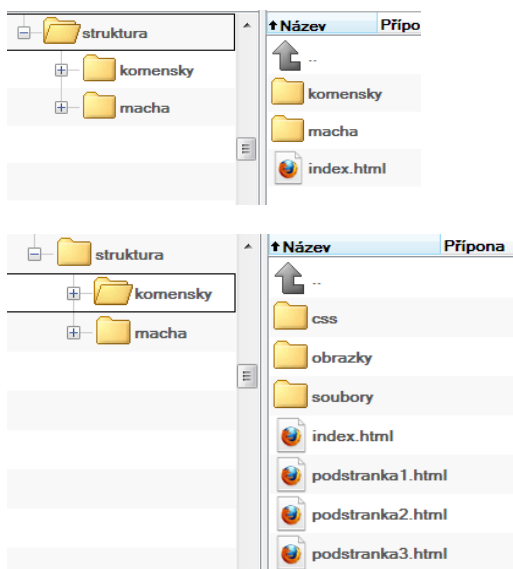 struktura
komensky
macha
Název Přípo
..
komensky
macha
index.html
struktura
komensky
macha
Název Přípona
..
css
obrazky
soubory
index.html
podstranka1.html
podstranka2.html
podstranka3.html